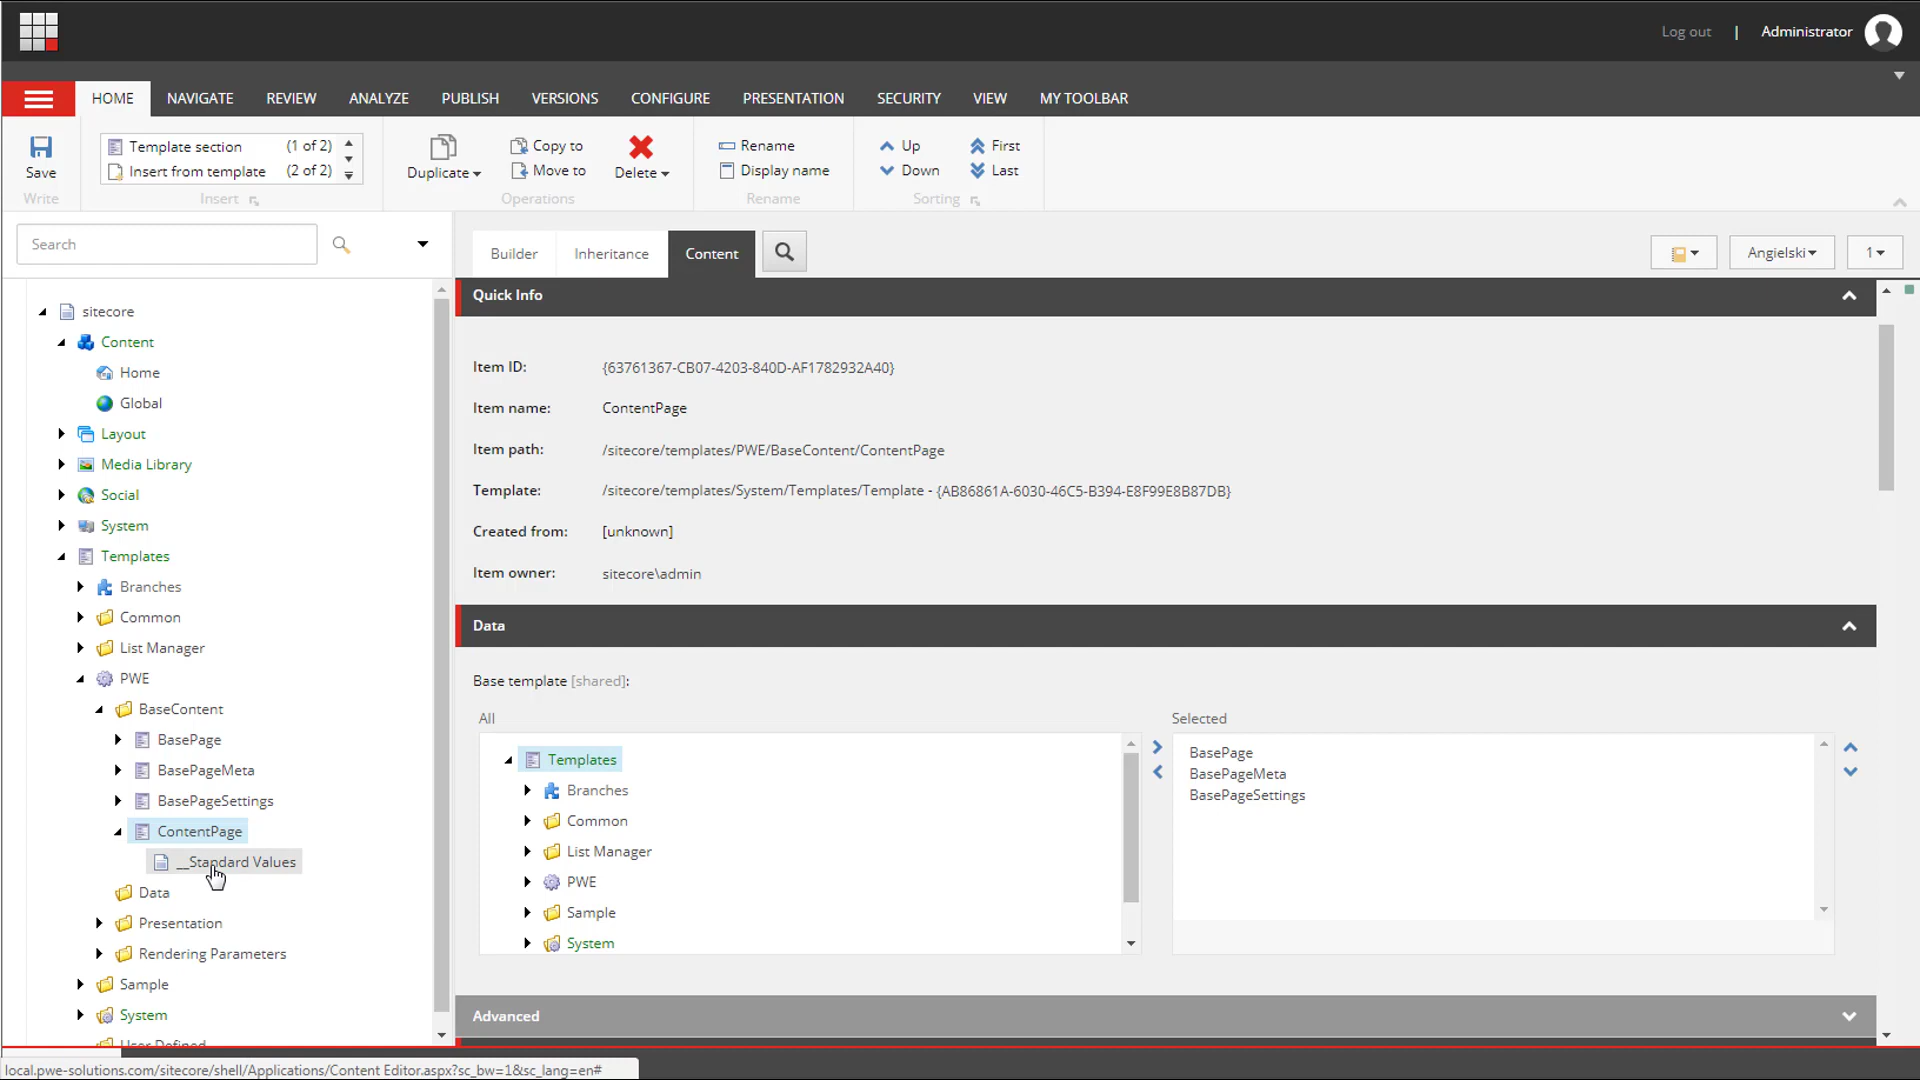 Log out | Administrator
HOME NAVIGATE REVIEW ANALYZE PUBLISH VERSIONS CONFIGURE PRESENTATION SECURITY VIEW MY TOOLBAR
Save
Write
Template section (1 of 2)
Insert from template (2 of 2)
Insert
Duplicate
Copy to
Move to
Delete
Operations
Rename
Display name
Rename
Up
Down
First
Last
Sorting
Search
sitecore
Content
Home
Global
Layout
Media Library
Social
System
Templates
Branches
Common
List Manager
PWE
BaseContent
BasePage
BasePageMeta
BasePageSettings
ContentPage
__Standard Values
Data
Presentation
Rendering Parameters
Sample
System
User Defined
Builder Inheritance Content
Angielski 1
Quick Info
Item ID: {63761367-CB07-4203-840D-AF1782932A40}
Item name: ContentPage
Item path: /sitecore/templates/PWE/BaseContent/ContentPage
Template: /sitecore/templates/System/Templates/Template - {AB86861A-6030-46C5-B394-E8F99E8B87DB}
Created from: [unknown]
Item owner: sitecore\admin
Data
Base template [shared]:
All
Templates
Branches
Common
List Manager
PWE
Sample
System
Selected
BasePage
BasePageMeta
BasePageSettings
Advanced
local.pwe-solutions.com/sitecore/shell/Applications/Content Editor.aspx?sc_bw=1&sc_lang=en#